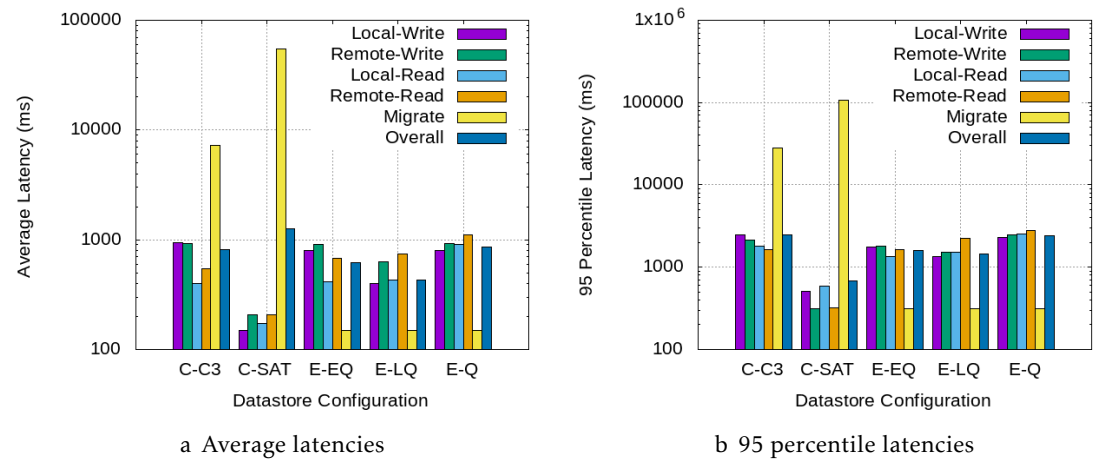 100000
10000
1000
100
Average Latency (ms)
Local-Write
Remote-Write
Local-Read
Remote-Read
Migrate
Overall
C-C3 C-SAT E-EQ E-LQ E-Q
Datastore Configuration
a Average latencies
1x10⁶
100000
10000
1000
100
95 Percentile Latency (ms)
Local-Write
Remote-Write
Local-Read
Remote-Read
Migrate
Overall
C-C3 C-SAT E-EQ E-LQ E-Q
Datastore Configuration
b 95 percentile latencies